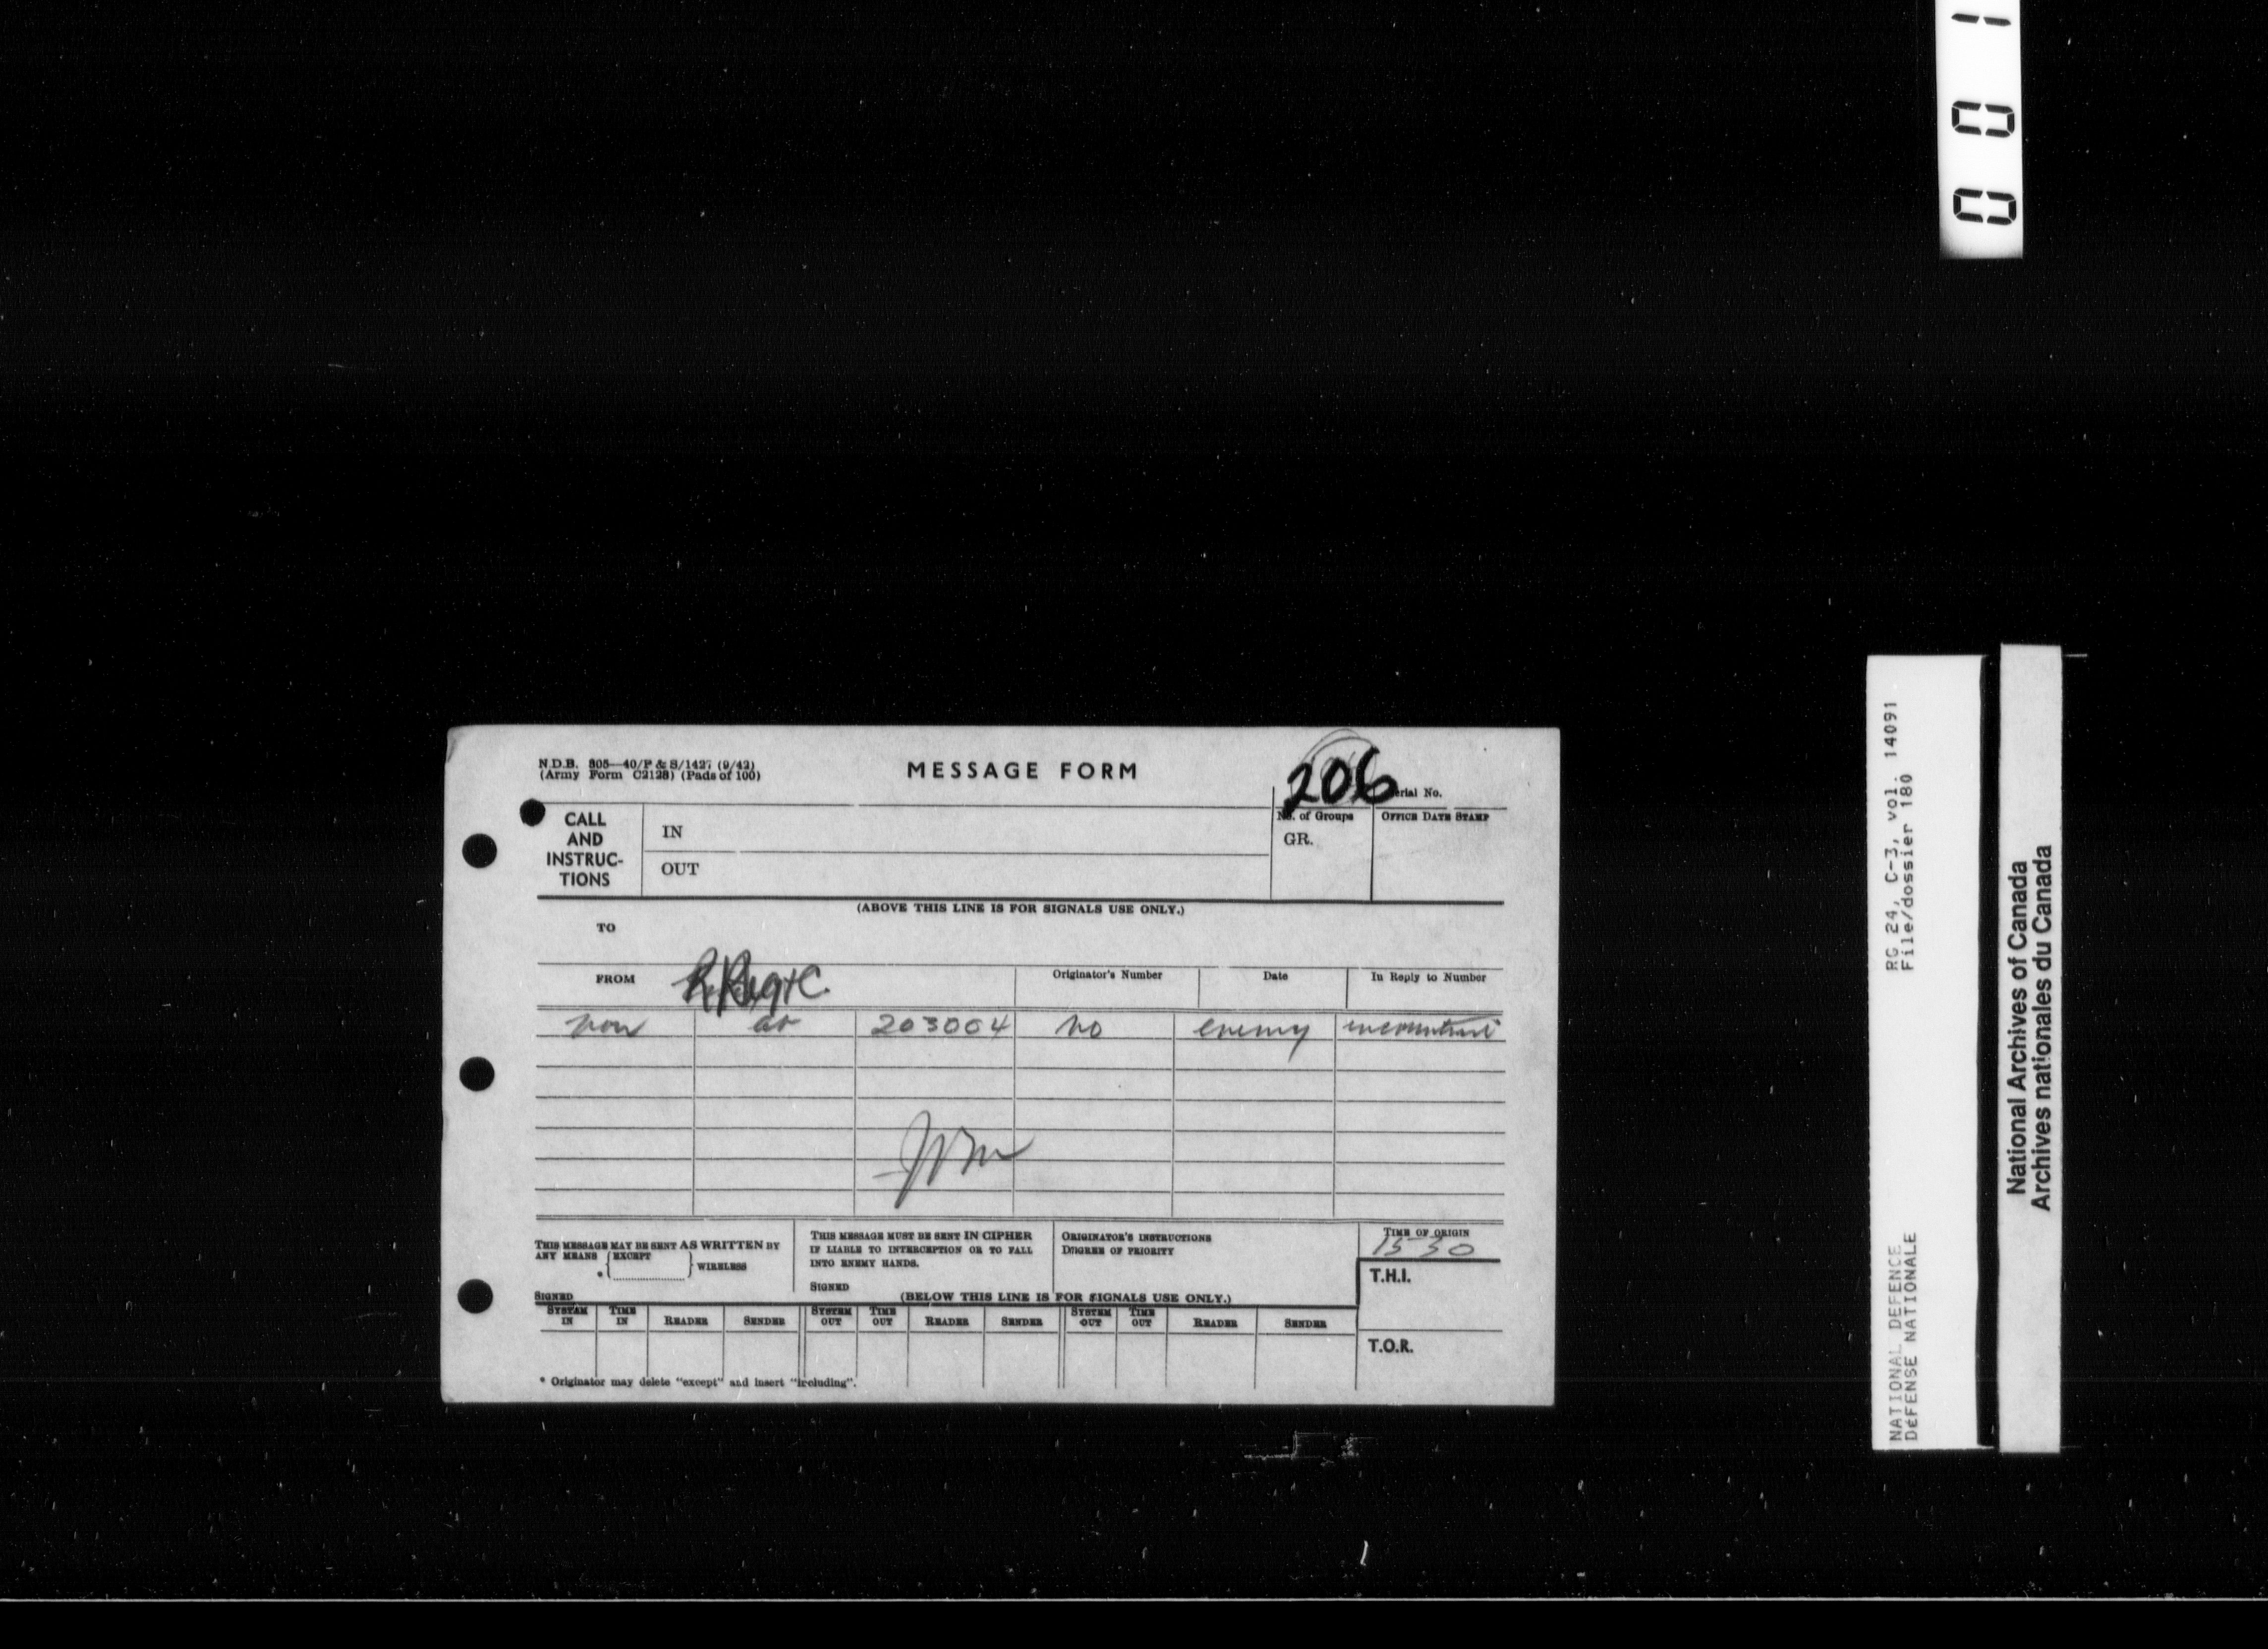 001
N.D.B. 805—40/P & S/1427 (9/42)
(Army Form C2128) (Pads of 100)
MESSAGE FORM
206
Serial No.
CALL
AND
INSTRUC-
TIONS
IN
OUT
No. of Groups
GR.
OFFICE DATE STAMP
(ABOVE THIS LINE IS FOR SIGNALS USE ONLY.)
TO
FROM
Originator's Number
Date
In Reply to Number
now at 203004 no enemy
THIS MESSAGE MAY BE SENT AS WRITTEN BY
ANY MEANS { EXCEPT
* } WIRELESS
SIGNED
THIS MESSAGE MUST BE SENT IN CIPHER
IF LIABLE TO INTERCEPTION OR TO FALL
INTO ENEMY HANDS.
SIGNED
ORIGINATOR'S INSTRUCTIONS
DEGREE OF PRIORITY
TIME OF ORIGIN
1530
T.H.I.
T.O.R.
(BELOW THIS LINE IS FOR SIGNALS USE ONLY.)
SYSTEM IN TIME IN READER SENDER SYSTEM OUT TIME OUT READER SENDER SYSTEM OUT TIME OUT READER SENDER
* Originator may delete "except" and insert "including".
RG 24, C-3, vol. 14091
File/dossier 180
NATIONAL DEFENCE
DéFENSE NATIONALE
National Archives of Canada
Archives nationales du Canada